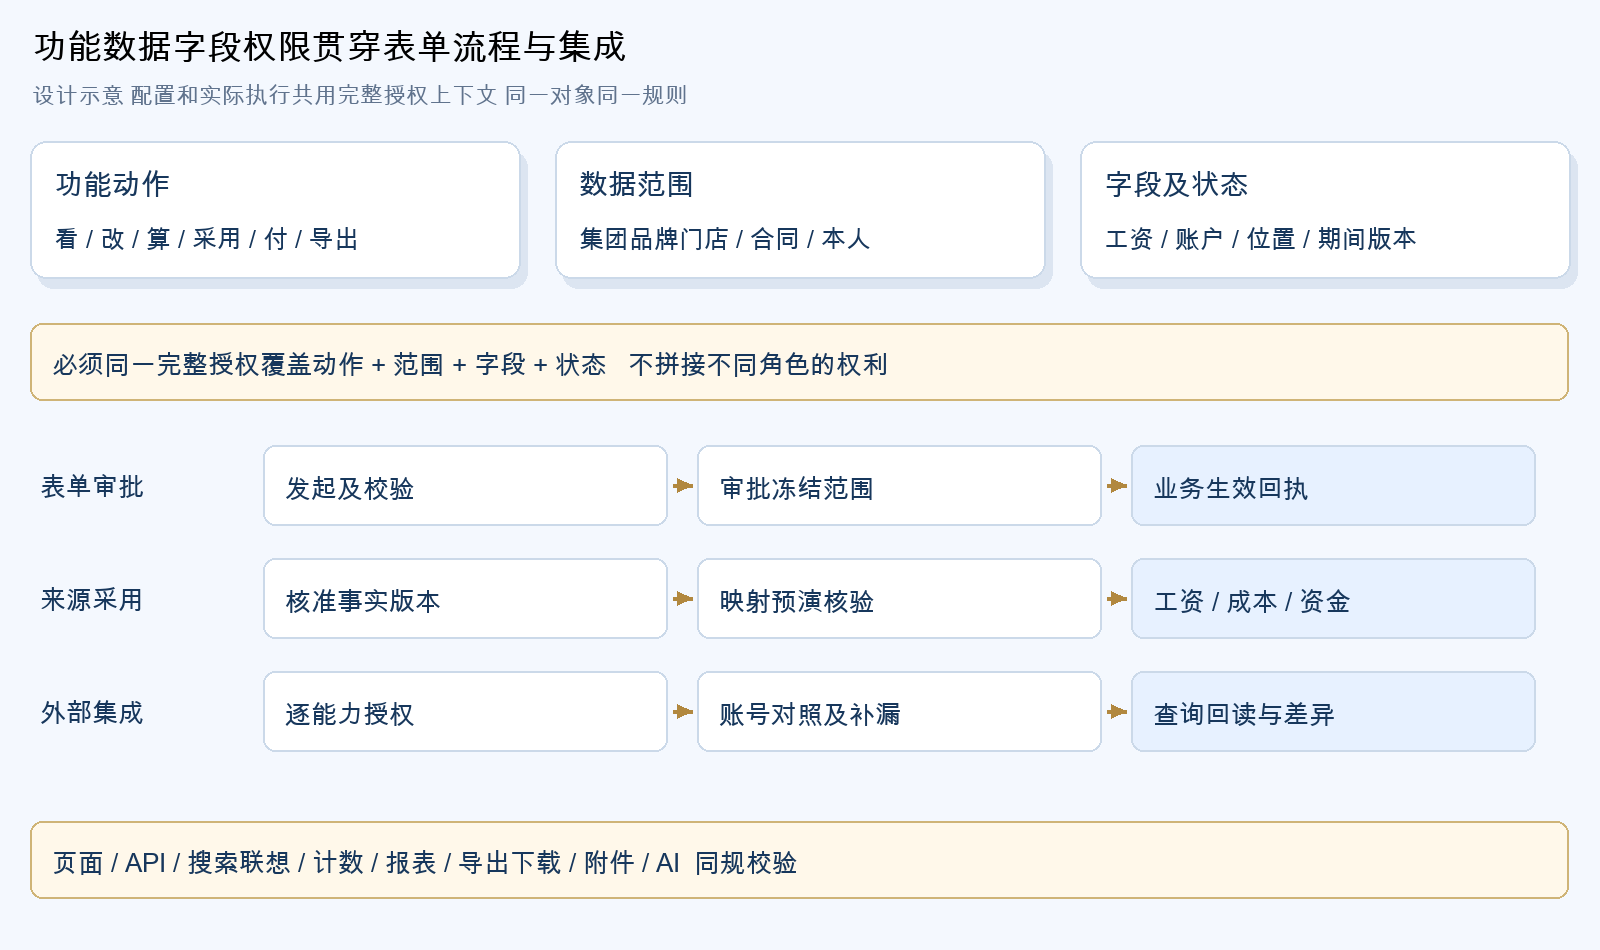 功能数据字段权限贯穿表单流程与集成
设计示意 配置和实际执行共用完整授权上下文 同一对象同一规则
功能动作
看 / 改 / 算 / 采用 / 付 / 导出
数据范围
集团品牌门店 / 合同 / 本人
字段及状态
工资 / 账户 / 位置 / 期间版本
必须同一完整授权覆盖动作 + 范围 + 字段 + 状态 不拼接不同角色的权利
表单审批
发起及校验
审批冻结范围
业务生效回执
来源采用
核准事实版本
映射预演核验
工资 / 成本 / 资金
外部集成
逐能力授权
账号对照及补漏
查询回读与差异
页面 / API / 搜索联想 / 计数 / 报表 / 导出下载 / 附件 / AI 同规校验